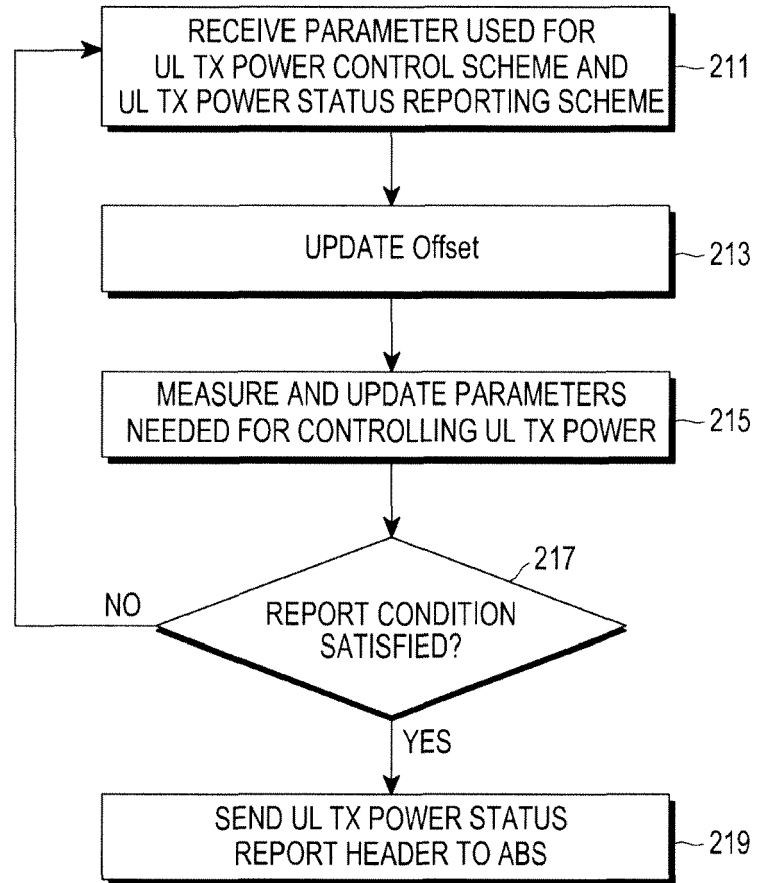 RECEIVE PARAMETER USED FOR
UL TX POWER CONTROL SCHEME AND
UL TX POWER STATUS REPORTING SCHEME
211
UPDATE Offset
213
MEASURE AND UPDATE PARAMETERS
NEEDED FOR CONTROLLING UL TX POWER
215
217
NO
REPORT CONDITION
SATISFIED?
YES
SEND UL TX POWER STATUS
REPORT HEADER TO ABS
219